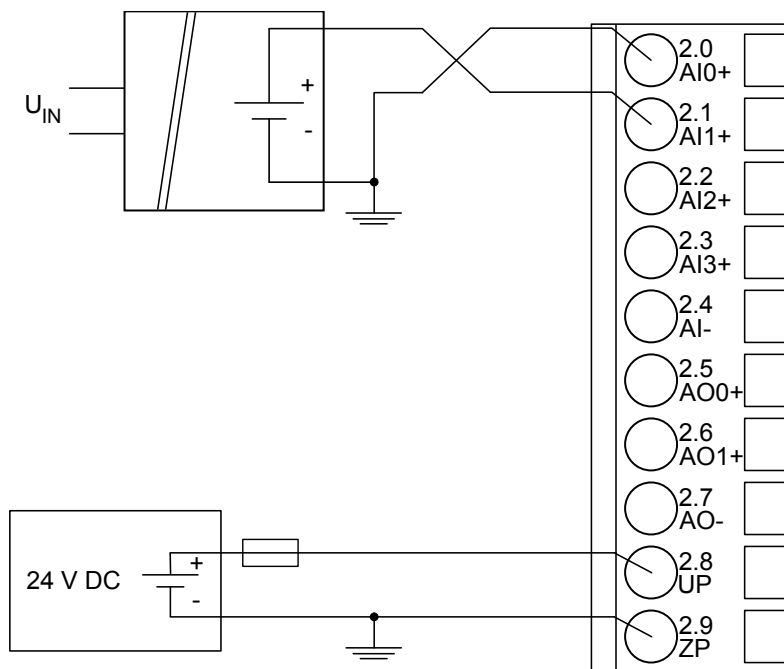 U_IN
+
-
2.0
AI0+
2.1
AI1+
2.2
AI2+
2.3
AI3+
2.4
AI-
2.5
AO0+
2.6
AO1+
2.7
AO-
24 V DC
+
-
2.8
UP
2.9
ZP